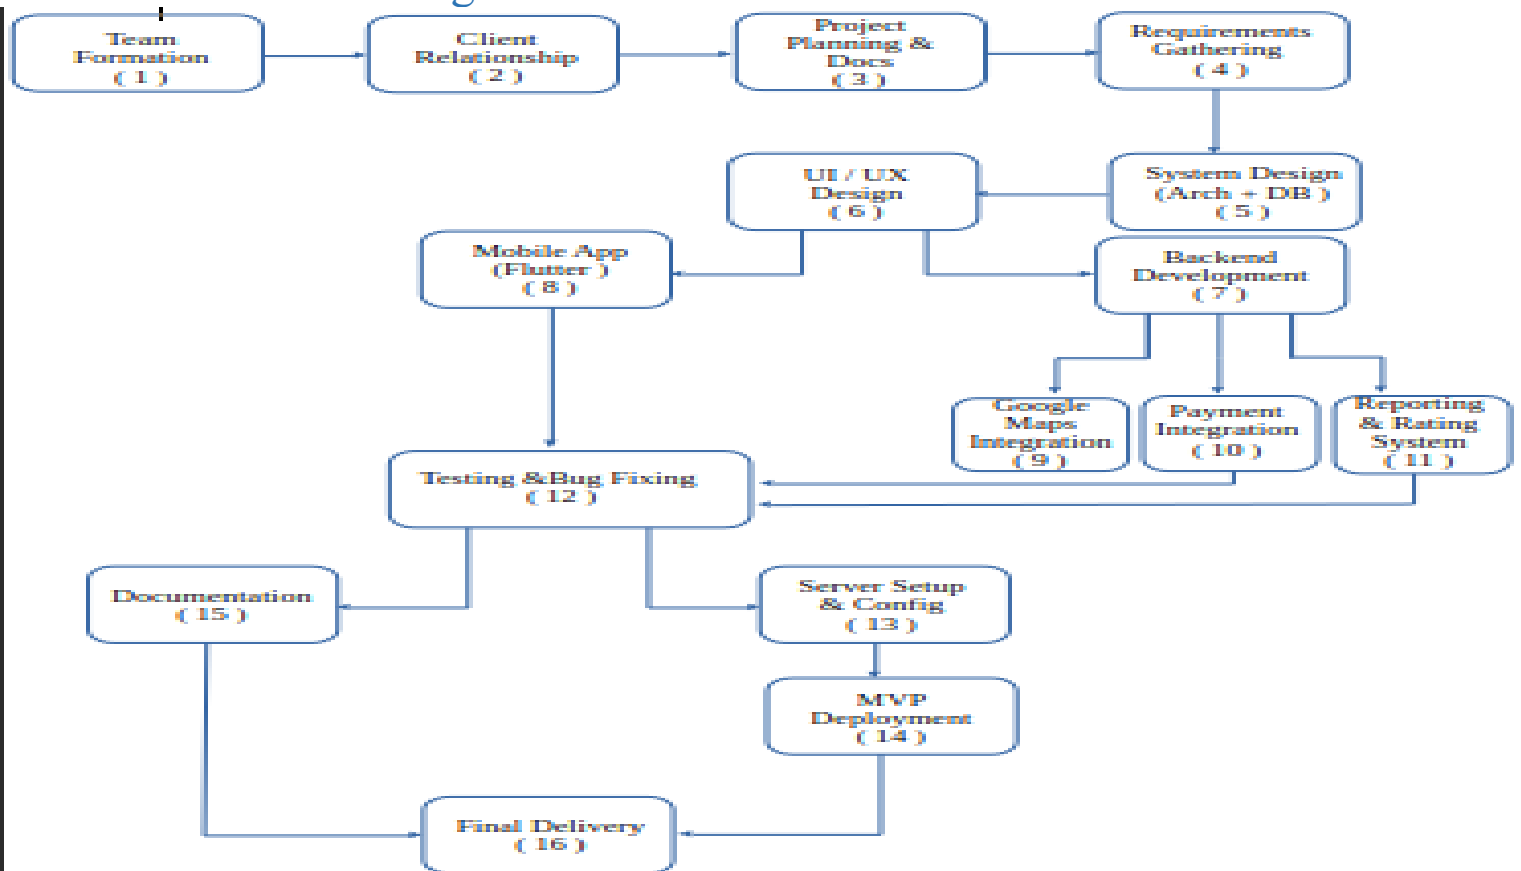 Team
Formation
( 1 )
Client
Relationship
( 2 )
Project
Planning &
Docs
( 3 )
Requirements
Gathering
( 4 )
System Design
(Arch + DB )
( 5 )
UI / UX
Design
( 6 )
Mobile App
(Flutter )
( 8 )
Backend
Development
( 7 )
Google
Maps
Integration
( 9 )
Payment
Integration
( 10 )
Reporting
& Rating
System
( 11 )
Testing &Bug Fixing
( 12 )
Documentation
( 15 )
Server Setup
& Config
( 13 )
MVP
Deployment
( 14 )
Final Delivery
( 16 )